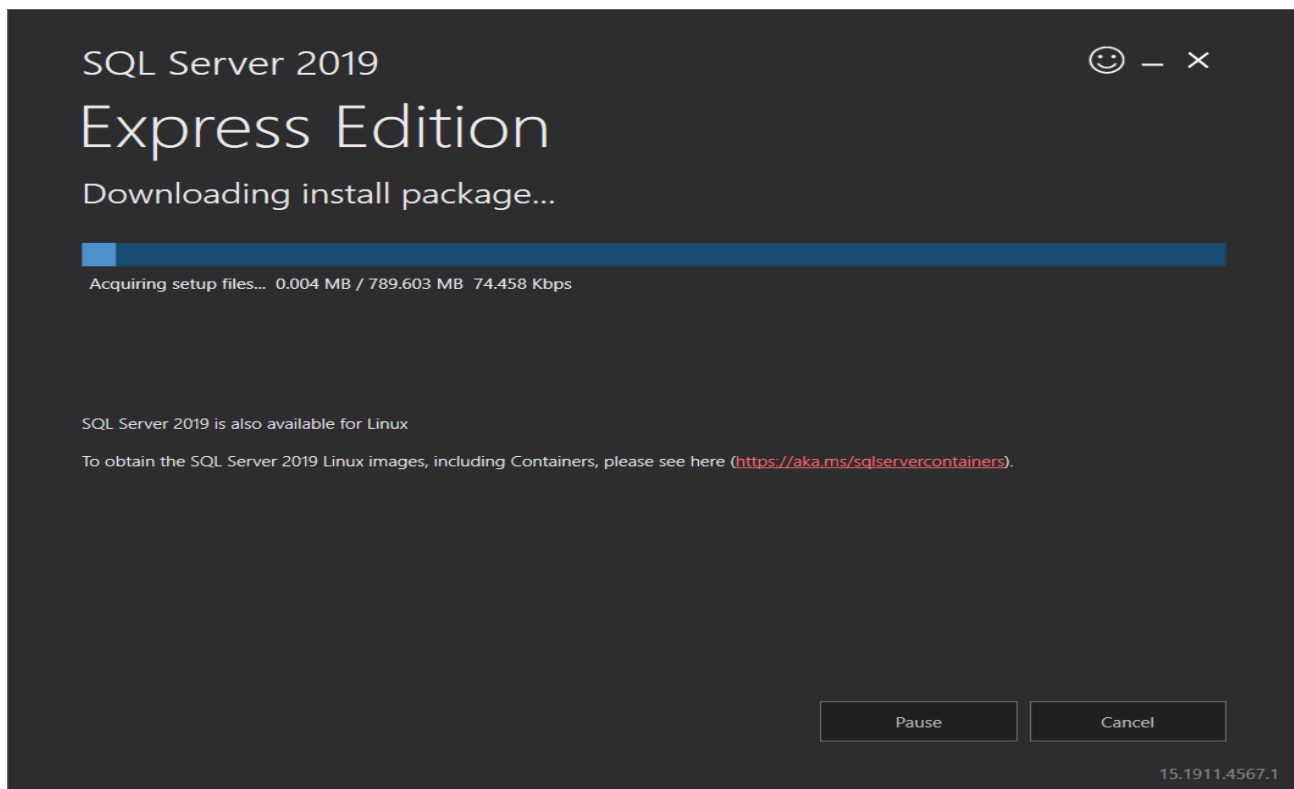 SQL Server 2019
Express Edition
Downloading install package...
Acquiring setup files... 0.004 MB / 789.603 MB 74.458 Kbps
SQL Server 2019 is also available for Linux
To obtain the SQL Server 2019 Linux images, including Containers, please see here (https://aka.ms/sqlservercontainers).
Pause Cancel
15.1911.4567.1